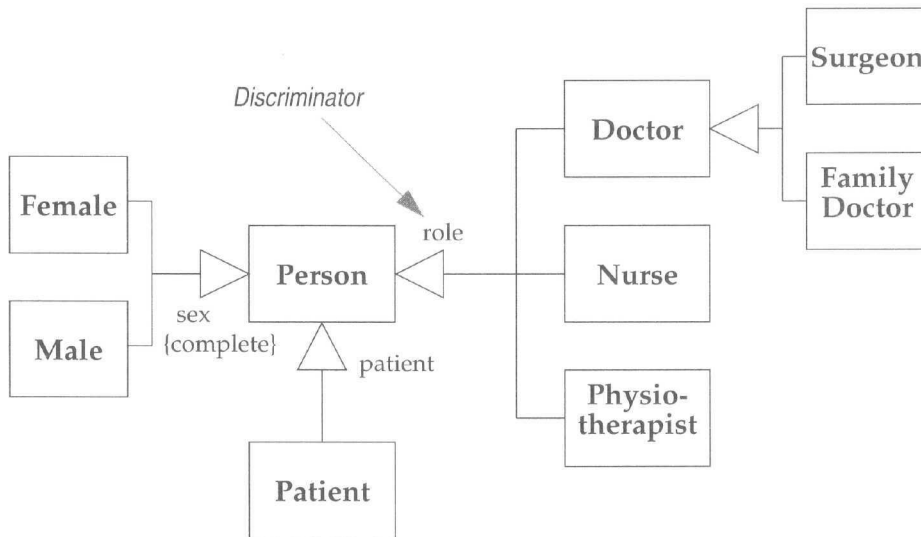 Surgeon
Discriminator
Doctor
Family
Doctor
Female
role
Person
Nurse
sex
{complete}
Male
patient
Physio-
therapist
Patient